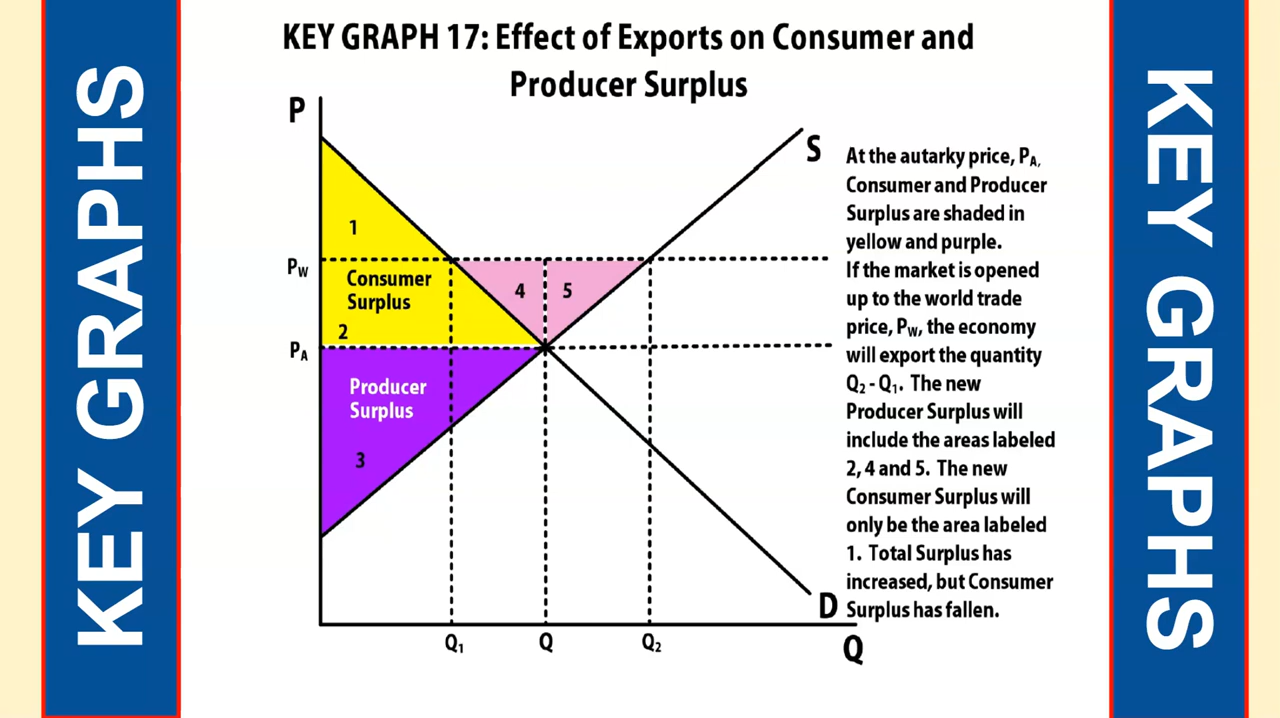 KEY GRAPHS
KEY GRAPH 17: Effect of Exports on Consumer and
Producer Surplus
P
S
1
P_W
Consumer
Surplus
4
5
2
P_A
Producer
Surplus
3
D
Q₁
Q
Q₂
Q
At the autarky price, P_A,
Consumer and Producer
Surplus are shaded in
yellow and purple.
If the market is opened
up to the world trade
price, P_W, the economy
will export the quantity
Q₂ - Q₁. The new
Producer Surplus will
include the areas labeled
2, 4 and 5. The new
Consumer Surplus will
only be the area labeled
1. Total Surplus has
increased, but Consumer
Surplus has fallen.
KEY GRAPHS